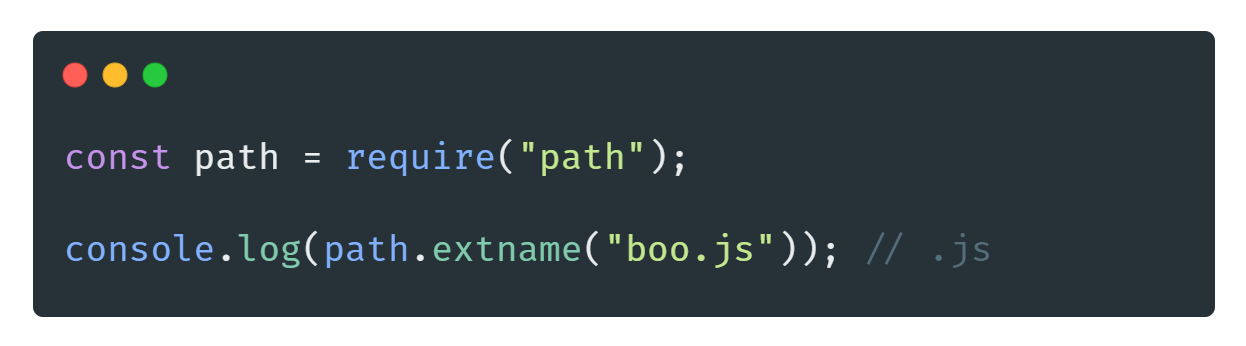 const path = require("path");
console.log(path.extname("boo.js")); // .js